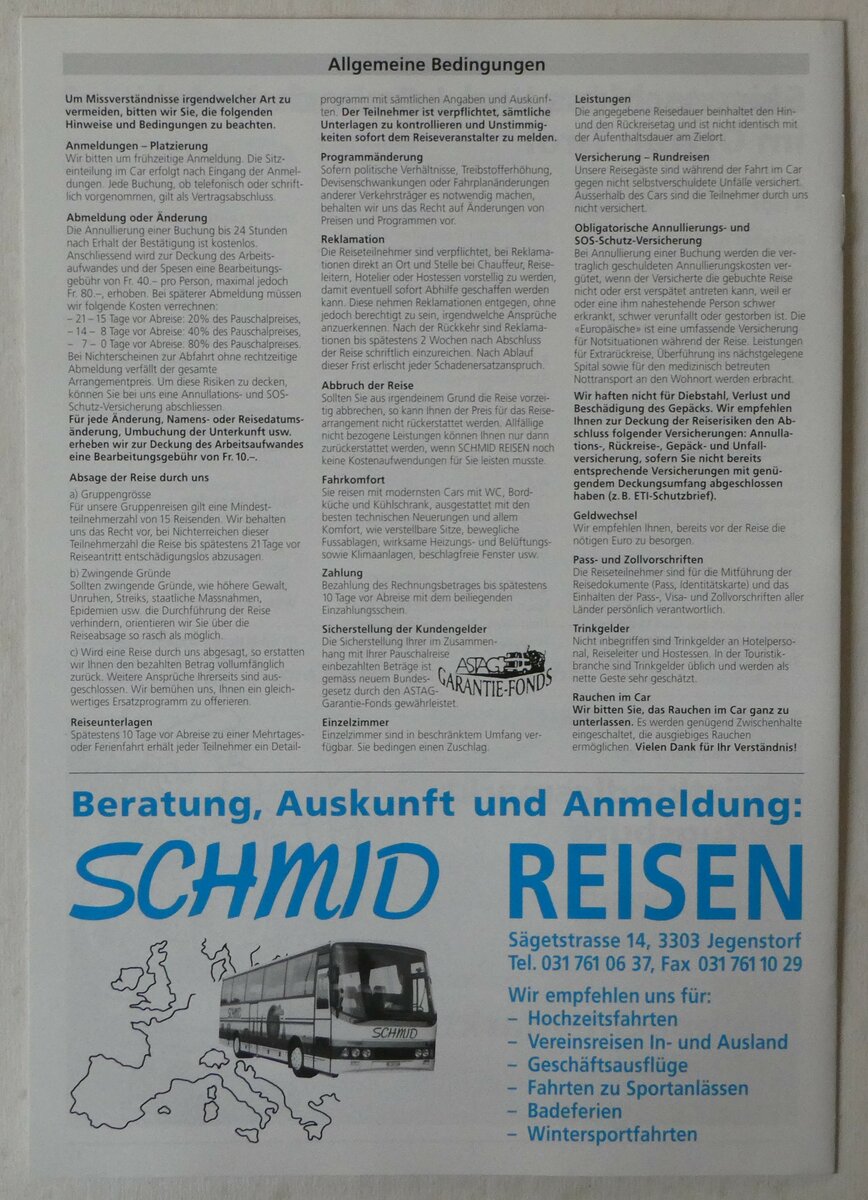 Allgemeine Bedingungen
Um Missverständnisse irgendwelcher Art zu
vermeiden, bitten wir Sie, die folgenden
Hinweise und Bedingungen zu beachten.
Anmeldungen – Platzierung
Wir bitten um frühzeitige Anmeldung. Die Sitz-
einteilung im Car erfolgt nach Eingang der Anmel-
dungen. Jede Buchung, ob telefonisch oder schrift-
lich vorgenommen, gilt als Vertragsabschluss.
Abmeldung oder Änderung
Die Annullierung einer Buchung bis 24 Stunden
nach Erhalt der Bestätigung ist kostenlos.
Anschliessend wird zur Deckung des Arbeits-
aufwandes und der Spesen eine Bearbeitungs-
gebühr von Fr. 40.– pro Person, maximal jedoch
Fr. 80.–, erhoben. Bei späterer Abmeldung müssen
wir folgende Kosten verrechnen:
– 21 – 15 Tage vor Abreise: 20% des Pauschalpreises,
– 14 – 8 Tage vor Abreise: 40% des Pauschalpreises,
– 7 – 0 Tage vor Abreise: 80% des Pauschalpreises.
Bei Nichterscheinen zur Abfahrt ohne rechtzeitige
Abmeldung verfällt der gesamte
Arrangementpreis. Um diese Risiken zu decken,
können Sie bei uns eine Annullations- und SOS-
Schutz-Versicherung abschliessen.
Für jede Änderung, Namens- oder Reisedatums-
änderung, Umbuchung der Unterkunft usw.
erheben wir zur Deckung des Arbeitsaufwandes
eine Bearbeitungsgebühr von Fr. 10.–.
Absage der Reise durch uns
a) Gruppengrösse
Für unsere Gruppenreisen gilt eine Mindest-
teilnehmerzahl von 15 Reisenden. Wir behalten
uns das Recht vor, bei Nichterreichen dieser
Teilnehmerzahl die Reise bis spätestens 21 Tage vor
Reiseantritt entschädigungslos abzusagen.
b) Zwingende Gründe
Sollten zwingende Gründe, wie höhere Gewalt,
Unruhen, Streiks, staatliche Massnahmen,
Epidemien usw. die Durchführung der Reise
verhindern, orientieren wir Sie über die
Reiseabsage so rasch als möglich.
c) Wird eine Reise durch uns abgesagt, so erstatten
wir Ihnen den bezahlten Betrag vollumfänglich
zurück. Weitere Ansprüche Ihrerseits sind aus-
geschlossen. Wir bemühen uns, Ihnen ein gleich-
wertiges Ersatzprogramm zu offerieren.
Reiseunterlagen
Spätestens 10 Tage vor Abreise zu einer Mehrtages-
oder Ferienfahrt erhält jeder Teilnehmer ein Detail-
programm mit sämtlichen Angaben und Auskünf-
ten. Der Teilnehmer ist verpflichtet, sämtliche
Unterlagen zu kontrollieren und Unstimmig-
keiten sofort dem Reiseveranstalter zu melden.
Programmänderung
Sofern politische Verhältnisse, Treibstofferhöhung,
Devisenschwankungen oder Fahrplanänderungen
anderer Verkehrsträger es notwendig machen,
behalten wir uns das Recht auf Änderungen von
Preisen und Programmen vor.
Reklamation
Die Reiseteilnehmer sind verpflichtet, bei Reklama-
tionen direkt an Ort und Stelle bei Chauffeur, Reise-
leitern, Hotelier oder Hostessen vorstellig zu werden,
damit eventuell sofort Abhilfe geschaffen werden
kann. Diese nehmen Reklamationen entgegen, ohne
jedoch berechtigt zu sein, irgendwelche Ansprüche
anzuerkennen. Nach der Rückkehr sind Reklama-
tionen bis spätestens 2 Wochen nach Abschluss
der Reise schriftlich einzureichen. Nach Ablauf
dieser Frist erlischt jeder Schadenersatzanspruch.
Abbruch der Reise
Sollten Sie aus irgendeinem Grund die Reise vorzei-
tig abbrechen, so kann Ihnen der Preis für das Reise-
arrangement nicht rückerstattet werden. Allfällige
nicht bezogene Leistungen können Ihnen nur dann
zurückerstattet werden, wenn SCHMID REISEN noch
keine Kostenaufwendungen für Sie leisten musste.
Fahrkomfort
Sie reisen mit modernsten Cars mit WC, Bord-
küche und Kühlschrank, ausgestattet mit den
besten technischen Neuerungen und allem
Komfort, wie verstellbare Sitze, bewegliche
Fussablagen, wirksame Heizungs- und Belüftungs-
sowie Klimaanlagen, beschlagfreie Fenster usw.
Zahlung
Bezahlung des Rechnungsbetrages bis spätestens
10 Tage vor Abreise mit dem beiliegenden
Einzahlungsschein.
Sicherstellung der Kundengelder
Die Sicherstellung Ihrer im Zusammen-
hang mit Ihrer Pauschalreise
einbezahlten Beträge ist
gemäss neuem Bundes-
gesetz durch den ASTAG-
Garantie-Fonds gewährleistet.
ASTAG
GARANTIE-FONDS
Einzelzimmer
Einzelzimmer sind in beschränktem Umfang ver-
fügbar. Sie bedingen einen Zuschlag.
Leistungen
Die angegebene Reisedauer beinhaltet den Hin-
und den Rückreisetag und ist nicht identisch mit
der Aufenthaltsdauer am Zielort.
Versicherung – Rundreisen
Unsere Reisegäste sind während der Fahrt im Car
gegen nicht selbstverschuldete Unfälle versichert.
Ausserhalb des Cars sind die Teilnehmer durch uns
nicht versichert.
Obligatorische Annullierungs- und
SOS-Schutz-Versicherung
Bei Annullierung einer Buchung werden die ver-
traglich geschuldeten Annullierungskosten ver-
gütet, wenn der Versicherte die gebuchte Reise
nicht oder erst verspätet antreten kann, weil er
oder eine ihm nahestehende Person schwer
erkrankt, schwer verunfallt oder gestorben ist. Die
«Europäische» ist eine umfassende Versicherung
für Notsituationen während der Reise. Leistungen
für Extrarückreise, Überführung ins nächstgelegene
Spital sowie für den medizinisch betreuten
Nottransport an den Wohnort werden erbracht.
Wir haften nicht für Diebstahl, Verlust und
Beschädigung des Gepäcks. Wir empfehlen
Ihnen zur Deckung der Reiserisiken den Ab-
schluss folgender Versicherungen: Annulla-
tions-, Rückreise-, Gepäck- und Unfall-
versicherung, sofern Sie nicht bereits
entsprechende Versicherungen mit genü-
gendem Deckungsumfang abgeschlossen
haben (z.B. ETI-Schutzbrief).
Geldwechsel
Wir empfehlen Ihnen, bereits vor der Reise die
nötigen Euro zu besorgen.
Pass- und Zollvorschriften
Die Reiseteilnehmer sind für die Mitführung der
Reisedokumente (Pass, Identitätskarte) und das
Einhalten der Pass-, Visa- und Zollvorschriften aller
Länder persönlich verantwortlich.
Trinkgelder
Nicht inbegriffen sind Trinkgelder an Hotelperso-
nal, Reiseleiter und Hostessen. In der Touristik-
branche sind Trinkgelder üblich und werden als
nette Geste sehr geschätzt.
Rauchen im Car
Wir bitten Sie, das Rauchen im Car ganz zu
unterlassen. Es werden genügend Zwischenhalte
eingeschaltet, die ausgiebiges Rauchen
ermöglichen. Vielen Dank für Ihr Verständnis!
Beratung, Auskunft und Anmeldung:
SCHMID REISEN
Sägetstrasse 14, 3303 Jegenstorf
Tel. 031 761 06 37, Fax 031 761 10 29
Wir empfehlen uns für:
– Hochzeitsfahrten
– Vereinsreisen In- und Ausland
– Geschäftsausflüge
– Fahrten zu Sportanlässen
– Badeferien
– Wintersportfahrten
SCHMID
SCHMID